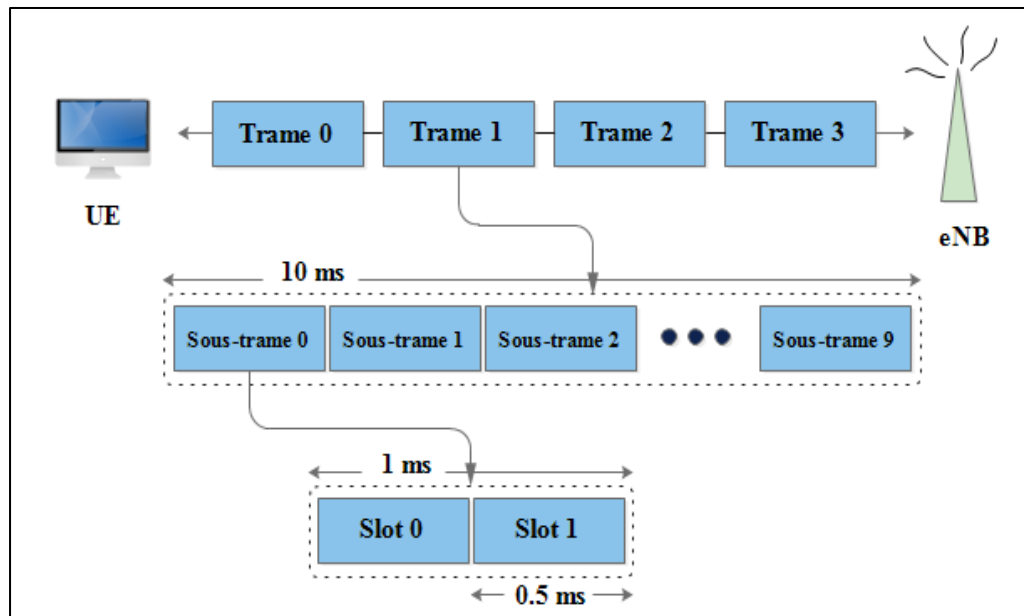 Trame 0
Trame 1
Trame 2
Trame 3
UE
eNB
10 ms
Sous-trame 0
Sous-trame 1
Sous-trame 2
Sous-trame 9
1 ms
Slot 0
Slot 1
0.5 ms